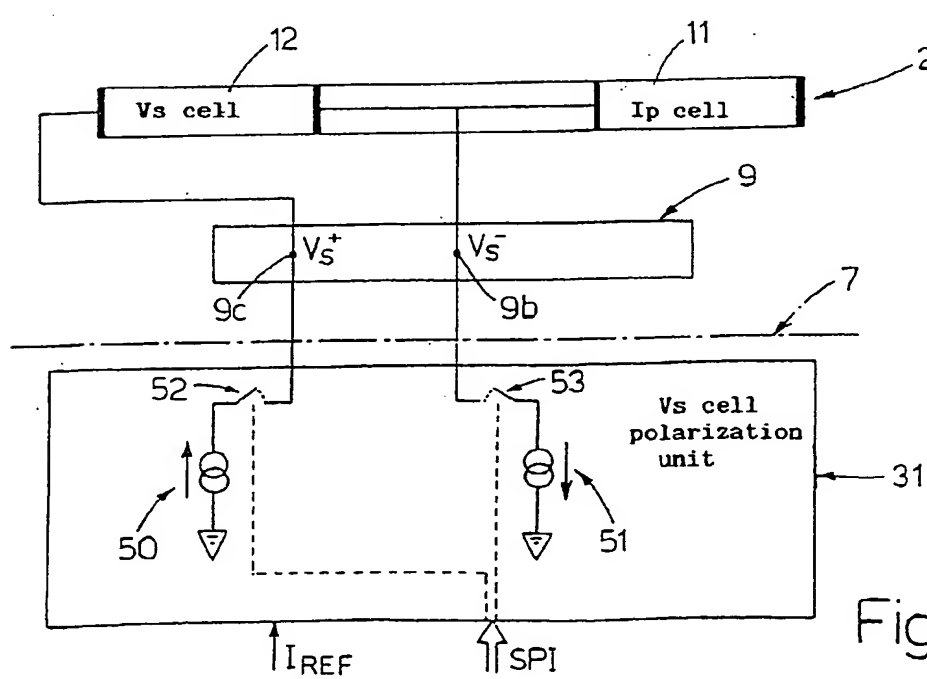 12
11
2
Vs cell
Ip cell
9
Vs+
Vs-
9c
9b
7
52
53
Vs cell
polarization
unit
31
50
51
Fig
IREF
SPI